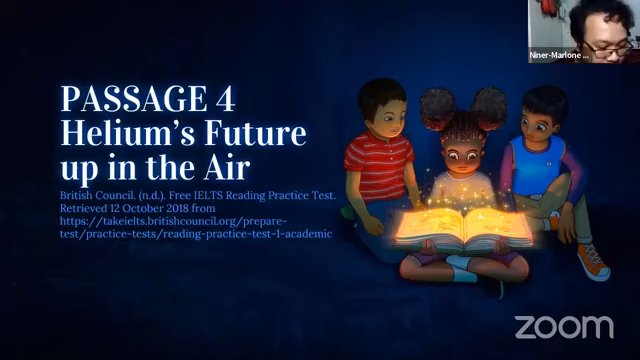 PASSAGE 4
Helium's Future
up in the Air
British Council. (n.d.). Free IELTS Reading Practice Test.
Retrieved 12 October 2018 from
https://takeielts.britishcouncil.org/prepare-
test/practice-tests/reading-practice-test-1-academic
Niner-Marlone ...
zoom